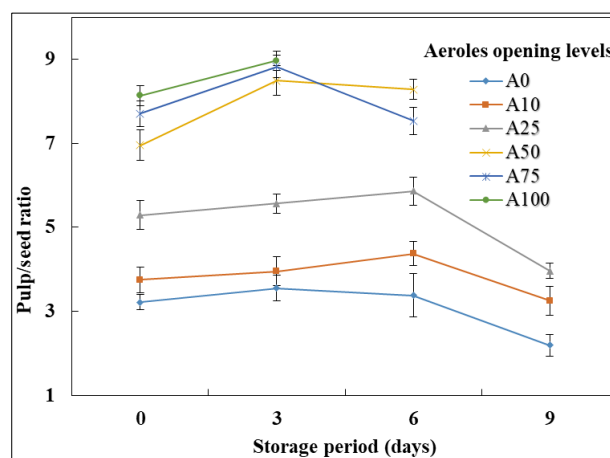 Aeroles opening levels
A0
A10
A25
A50
A75
A100
Pulp/seed ratio
9
7
5
3
1
0 3 6 9
Storage period (days)